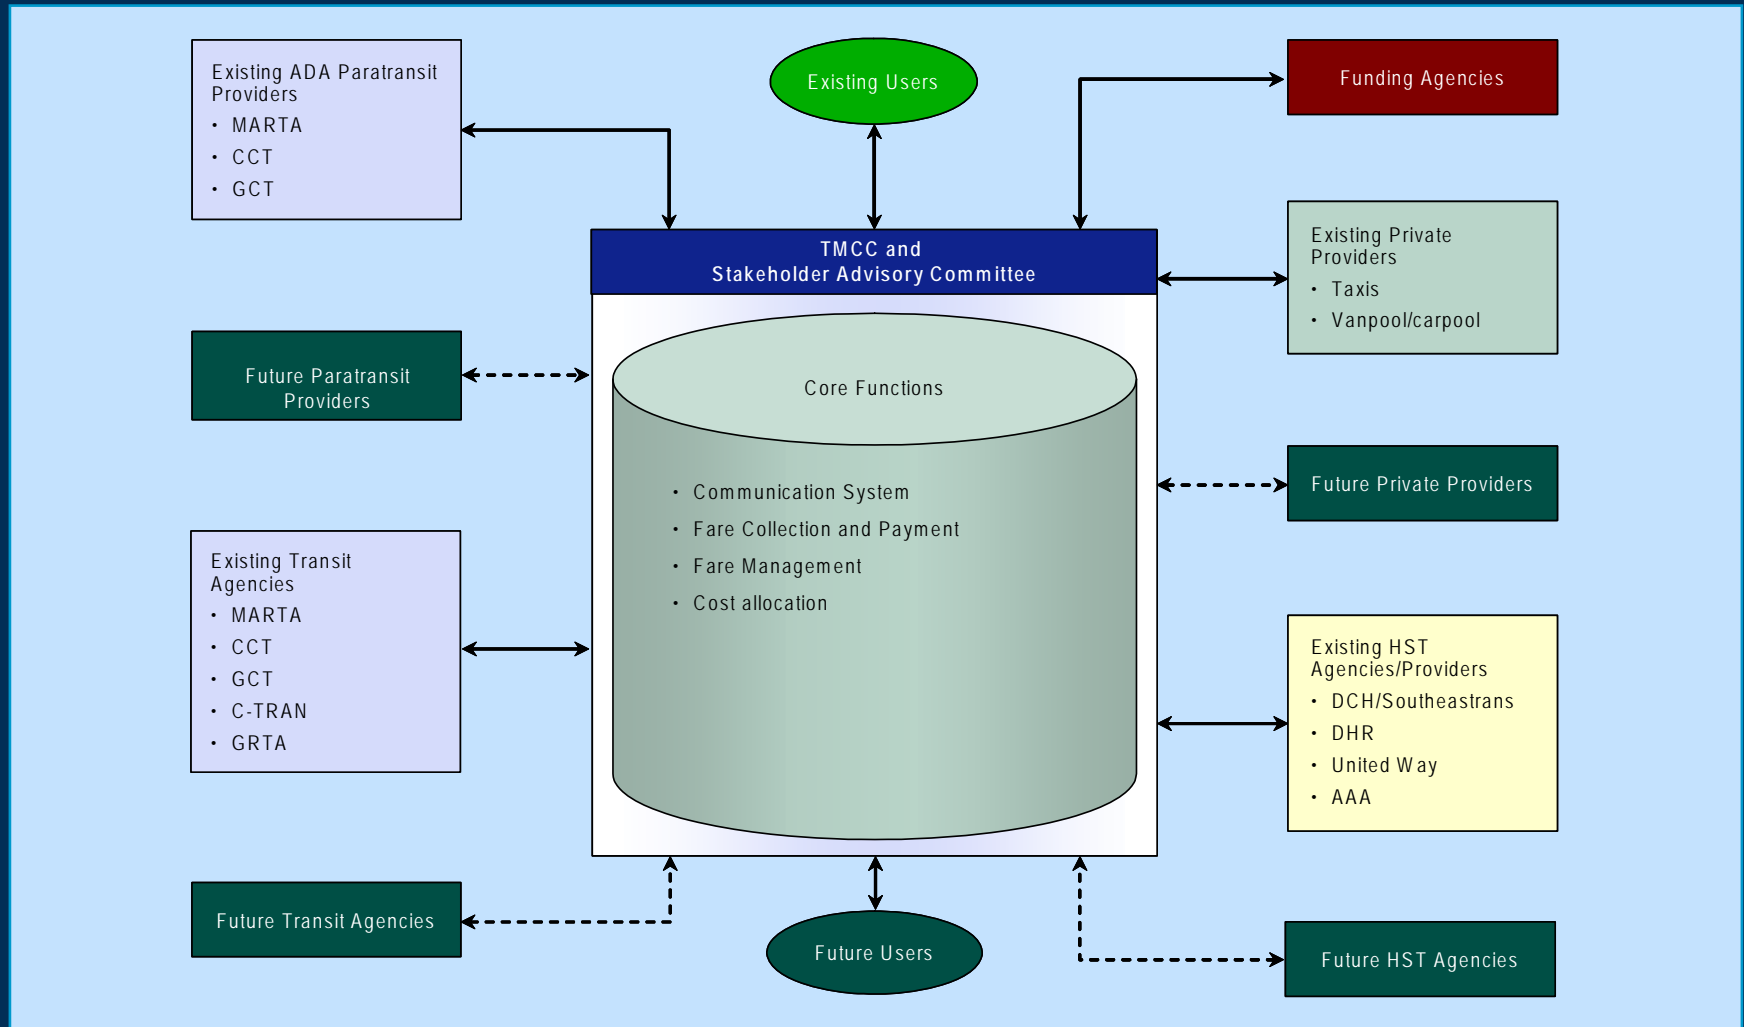 Existing ADA Paratransit
Providers
• MARTA
• CCT
• GCT
Existing Users
Funding Agencies
TMCC and
Stakeholder Advisory Committee
Existing Private
Providers
• Taxis
• Vanpool/carpool
Future Paratransit
Providers
Core Functions
• Communication System
• Fare Collection and Payment
• Fare Management
• Cost allocation
Future Private Providers
Existing Transit
Agencies
• MARTA
• CCT
• GCT
• C-TRAN
• GRTA
Existing HST
Agencies/Providers
• DCH/Southeastrans
• DHR
• United Way
• AAA
Future Transit Agencies
Future Users
Future HST Agencies